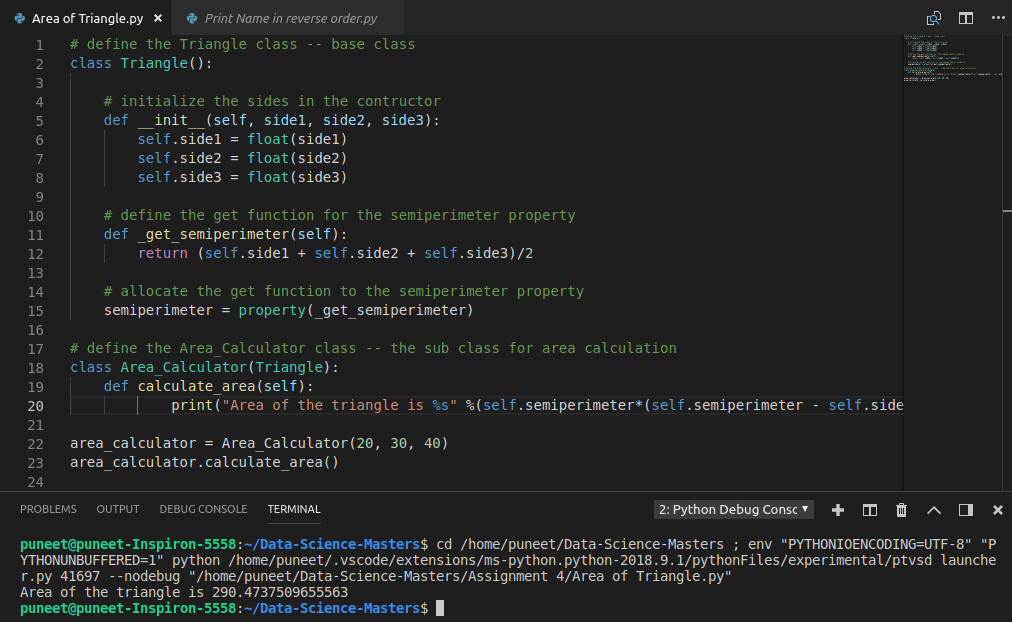 Area of Triangle.py
Print Name in reverse order.py
1 # define the Triangle class -- base class
2 class Triangle():
3
4 # initialize the sides in the contructor
5 def __init__(self, side1, side2, side3):
6 self.side1 = float(side1)
7 self.side2 = float(side2)
8 self.side3 = float(side3)
9
10 # define the get function for the semiperimeter property
11 def _get_semiperimeter(self):
12 return (self.side1 + self.side2 + self.side3)/2
13
14 # allocate the get function to the semiperimeter property
15 semiperimeter = property(_get_semiperimeter)
16
17 # define the Area_Calculator class -- the sub class for area calculation
18 class Area_Calculator(Triangle):
19 def calculate_area(self):
20 print("Area of the triangle is %s" %(self.semiperimeter*(self.semiperimeter - self.side
21
22 area_calculator = Area_Calculator(20, 30, 40)
23 area_calculator.calculate_area()
24
PROBLEMS OUTPUT DEBUG CONSOLE TERMINAL 2: Python Debug Consc
puneet@puneet-Inspiron-5558:~/Data-Science-Masters$ cd /home/puneet/Data-Science-Masters ; env "PYTHONIOENCODING=UTF-8" "P
YTHONUNBUFFERED=1" python /home/puneet/.vscode/extensions/ms-python.python-2018.9.1/pythonFiles/experimental/ptvsd_launche
r.py 41697 --nodebug "/home/puneet/Data-Science-Masters/Assignment 4/Area of Triangle.py"
Area of the triangle is 290.4737509655563
puneet@puneet-Inspiron-5558:~/Data-Science-Masters$